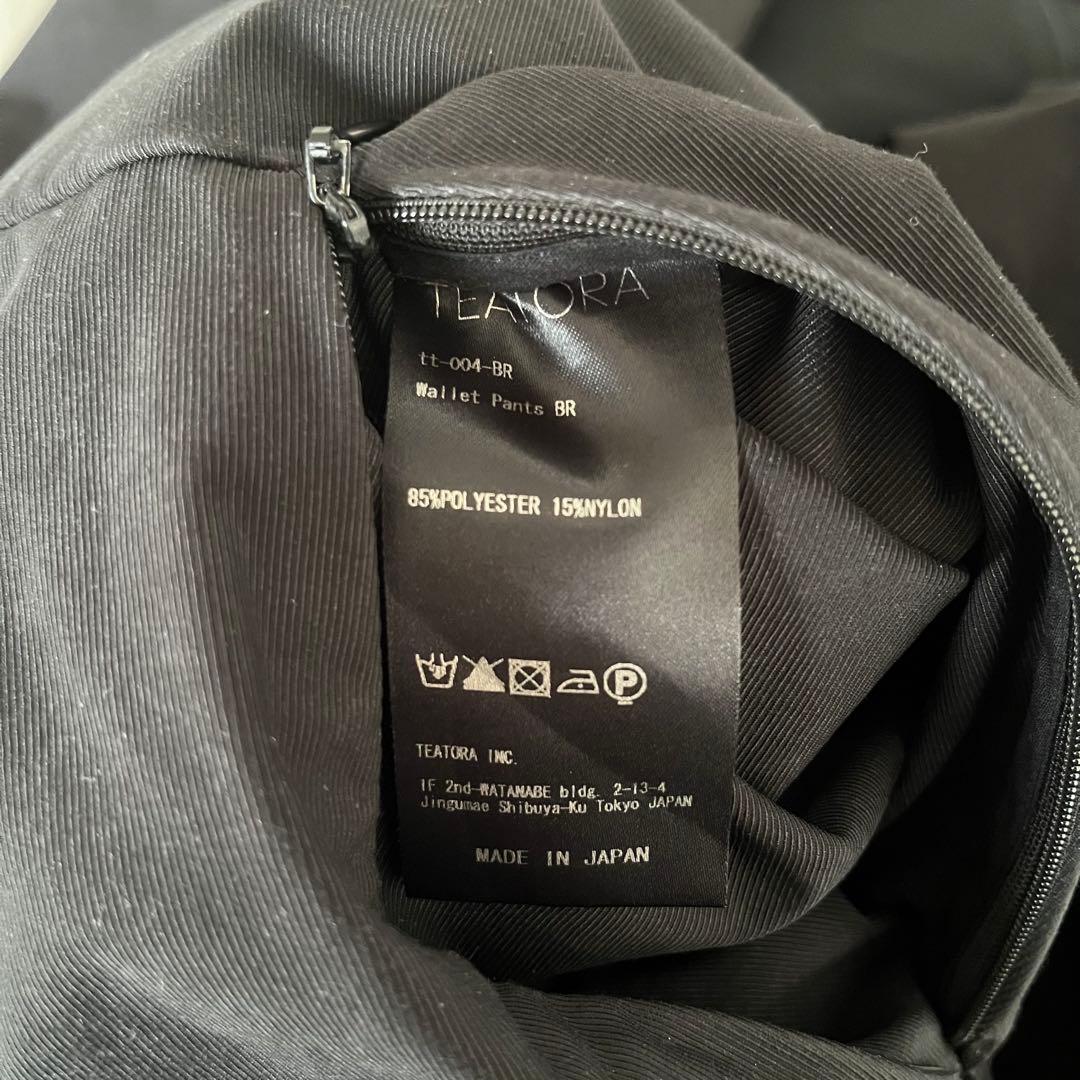 TEATORA
tt-004-BR
Wallet Pants BR
85%POLYESTER 15%NYLON
P
TEATORA INC.
1F 2nd-WATANABE bldg. 2-13-4
Jingumae Shibuya-Ku Tokyo JAPAN
MADE IN JAPAN